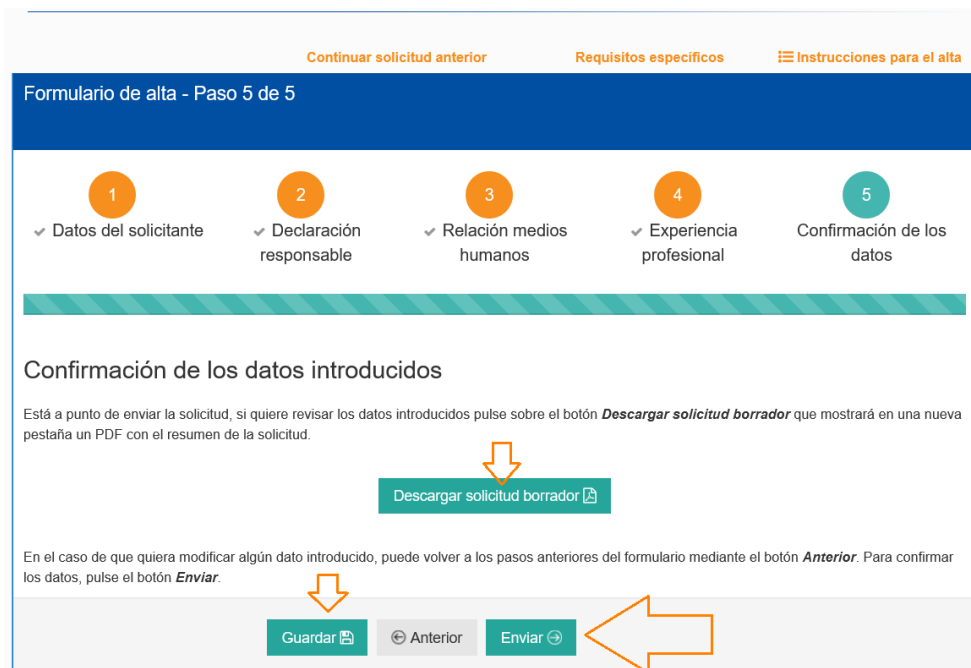 Continuar solicitud anterior Requisitos específicos Instrucciones para el alta
Formulario de alta - Paso 5 de 5
1 2 3 4 5
Datos del solicitante Declaración responsable Relación medios humanos Experiencia profesional Confirmación de los datos
Confirmación de los datos introducidos
Está a punto de enviar la solicitud, si quiere revisar los datos introducidos pulse sobre el botón Descargar solicitud borrador que mostrará en una nueva
pestaña un PDF con el resumen de la solicitud.
Descargar solicitud borrador
En el caso de que quiera modificar algún dato introducido, puede volver a los pasos anteriores del formulario mediante el botón Anterior. Para confirmar
los datos, pulse el botón Enviar.
Guardar Anterior Enviar